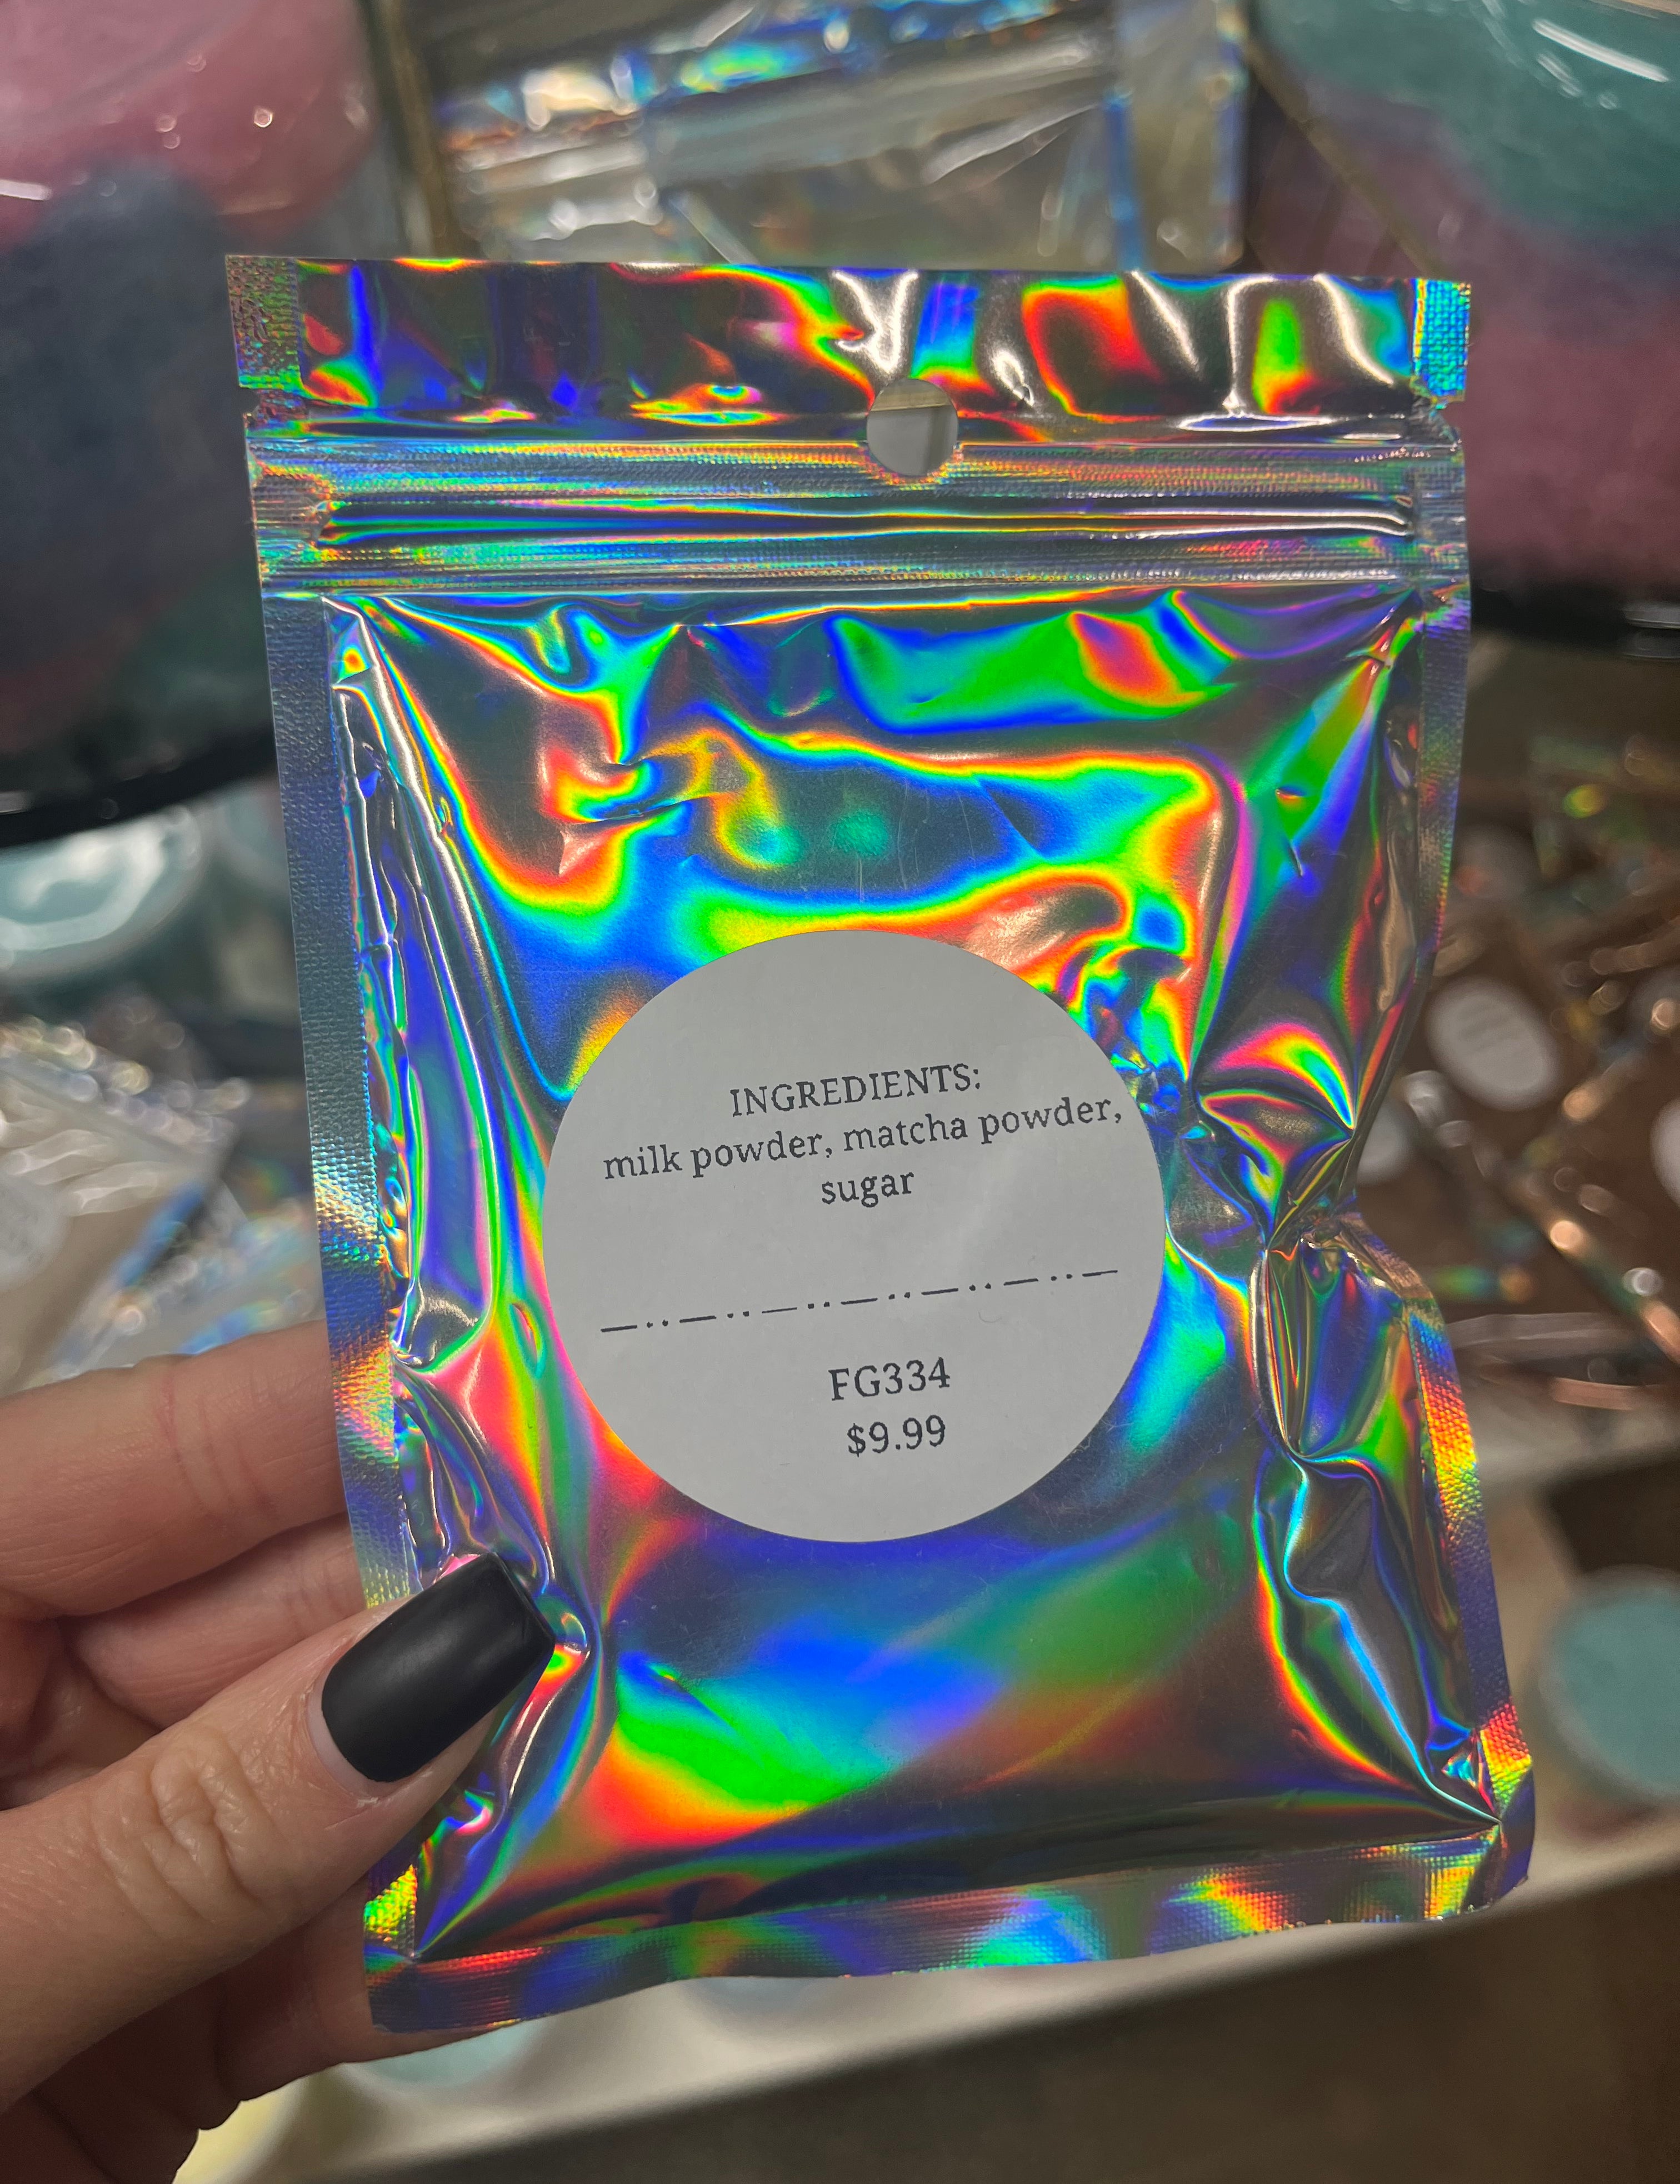 INGREDIENTS:
milk powder, matcha powder,
sugar
FG334
$9.99